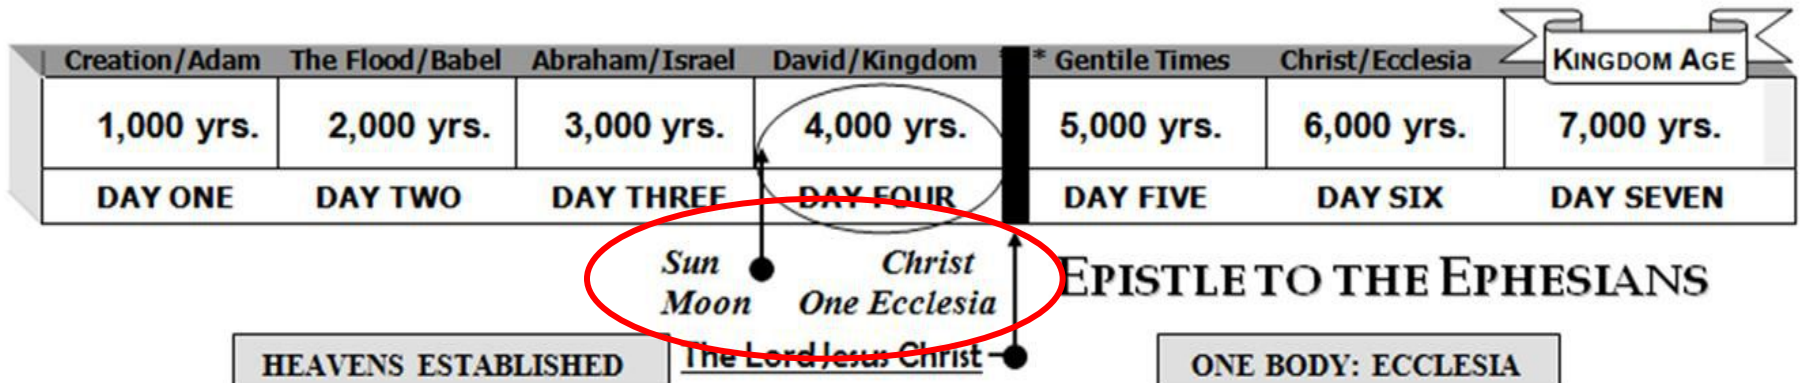 Creation/Adam The Flood/Babel Abraham/Israel David/Kingdom * * Gentile Times Christ/Ecclesia KINGDOM AGE
1,000 yrs. 2,000 yrs. 3,000 yrs. 4,000 yrs. 5,000 yrs. 6,000 yrs. 7,000 yrs.
DAY ONE DAY TWO DAY THREE DAY FOUR DAY FIVE DAY SIX DAY SEVEN
Sun Christ
Moon One Ecclesia
EPISTLE TO THE EPHESIANS
HEAVENS ESTABLISHED The Lord Jesus Christ ONE BODY: ECCLESIA